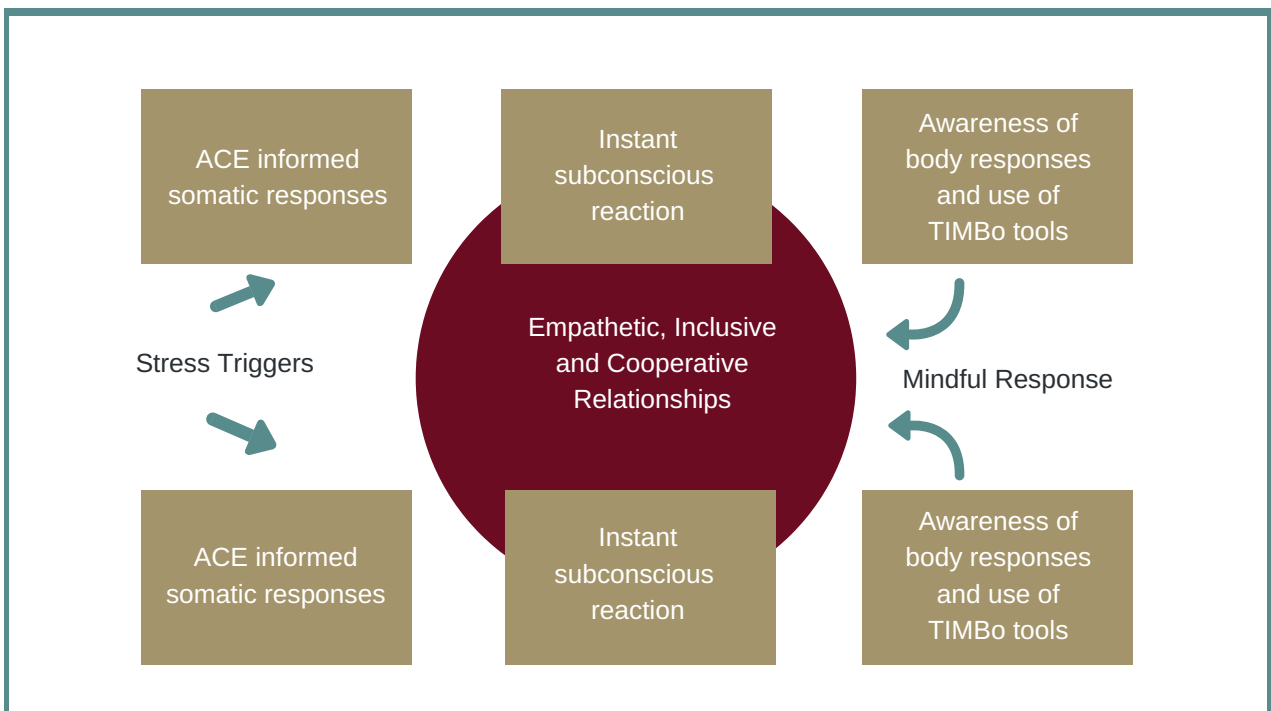 ACE informed
somatic responses
Instant
subconscious
reaction
Awareness of
body responses
and use of
TIMBo tools
Stress Triggers
Empathetic, Inclusive
and Cooperative
Relationships
Mindful Response
ACE informed
somatic responses
Instant
subconscious
reaction
Awareness of
body responses
and use of
TIMBo tools